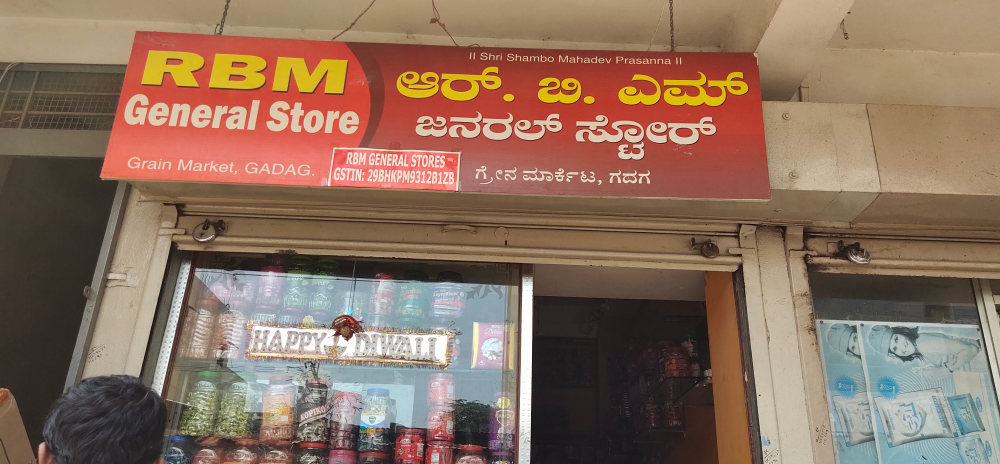 II Shri Shambo Mahadev Prasanna II
RBM
General Store
Grain Market, GADAG.
ಆರ್. ಬಿ. ಎಮ್
ಜನರಲ್ ಸ್ಟೋರ್
ಗ್ರೇನ ಮಾರ್ಕೆಟ, ಗದಗ
RBM GENERAL STORES
GSTIN: 29BHKPM9312B1ZB
HAPPY DIWALI
KOPIKO